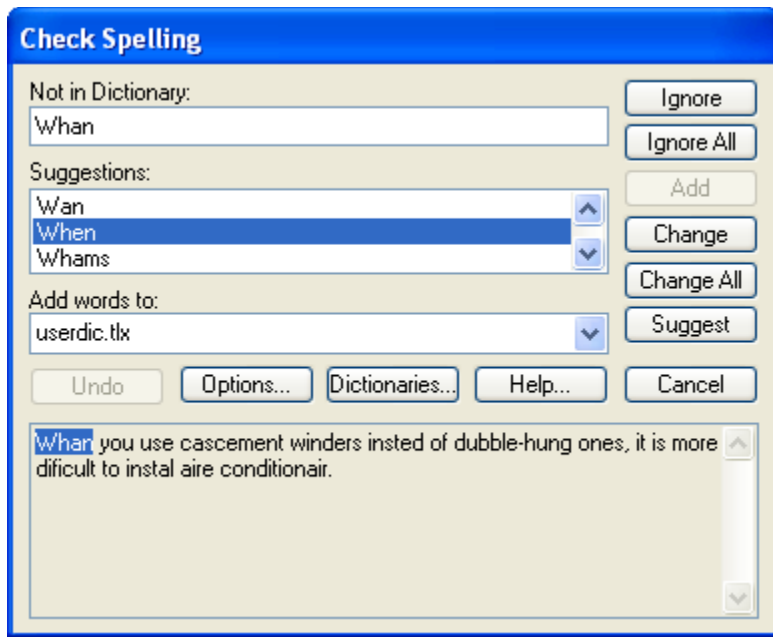 Check Spelling
Not in Dictionary:
Whan
Ignore
Ignore All
Suggestions:
Wan
When
Whams
Add
Change
Change All
Add words to:
userdic.tlx
Suggest
Undo
Options...
Dictionaries...
Help...
Cancel
Whan you use cascement winders insted of dubble-hung ones, it is more
dificult to instal aire conditionair.